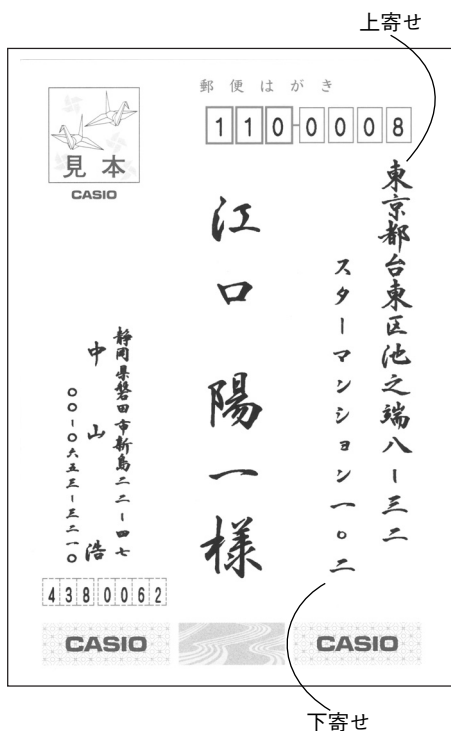 上寄せ
郵便はがき
110-0008
見本
CASIO
東京都台東区池之端八ー三二
スターマンション一〇二
江口陽一様
静岡県磐田市新島二二ー四七
中山浩
〇〇ー〇六五三ー三二一〇
4380062
CASIO
CASIO
下寄せ